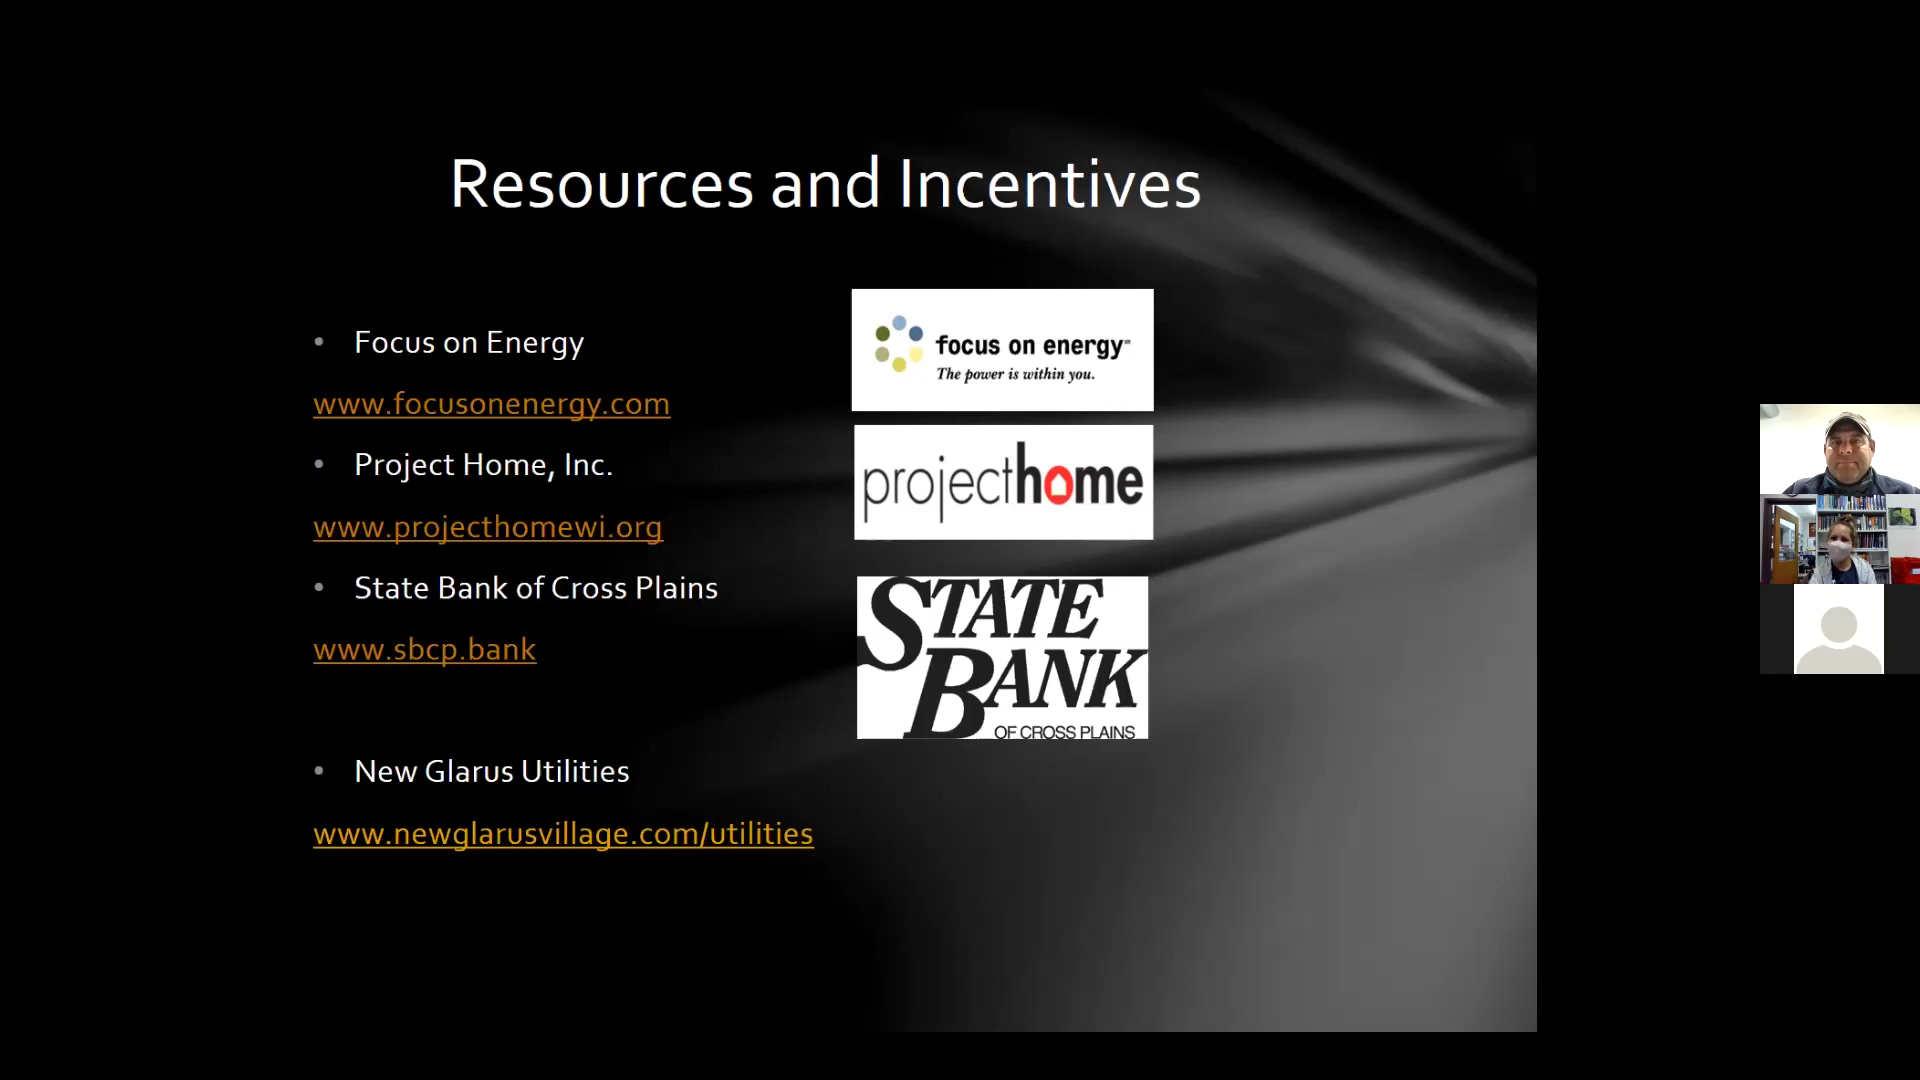 Resources and Incentives
• Focus on Energy
www.focusonenergy.com
• Project Home, Inc.
www.projecthomewi.org
• State Bank of Cross Plains
www.sbcp.bank
• New Glarus Utilities
www.newglarusvillage.com/utilities
focus on energy℠
The power is within you.
projecthome
STATE
BANK
OF CROSS PLAINS